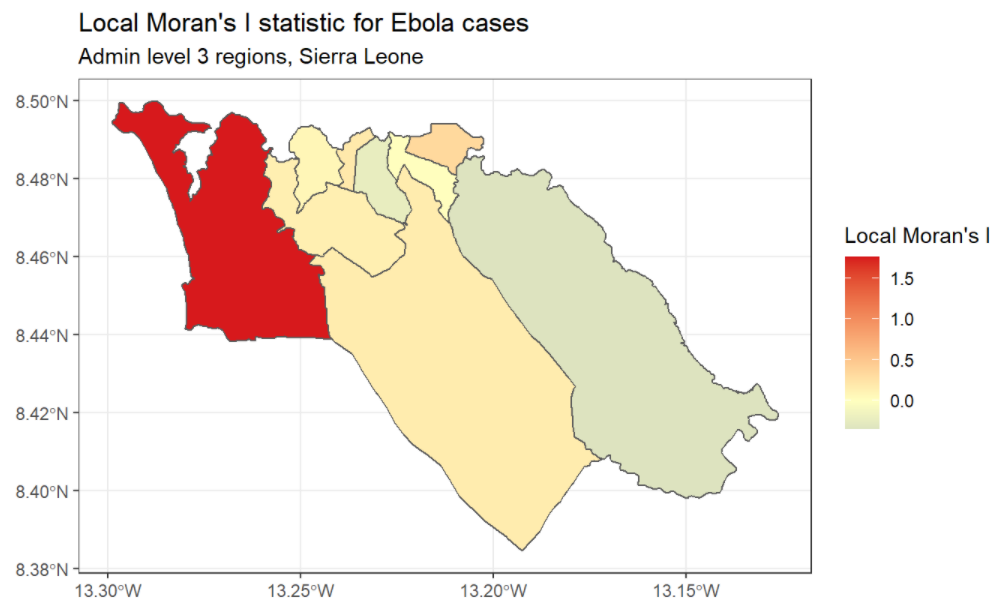 Local Moran's I statistic for Ebola cases
Admin level 3 regions, Sierra Leone
8.50°N
8.48°N
8.46°N
8.44°N
8.42°N
8.40°N
8.38°N
13.30°W
13.25°W
13.20°W
13.15°W
Local Moran's I
1.5
1.0
0.5
0.0